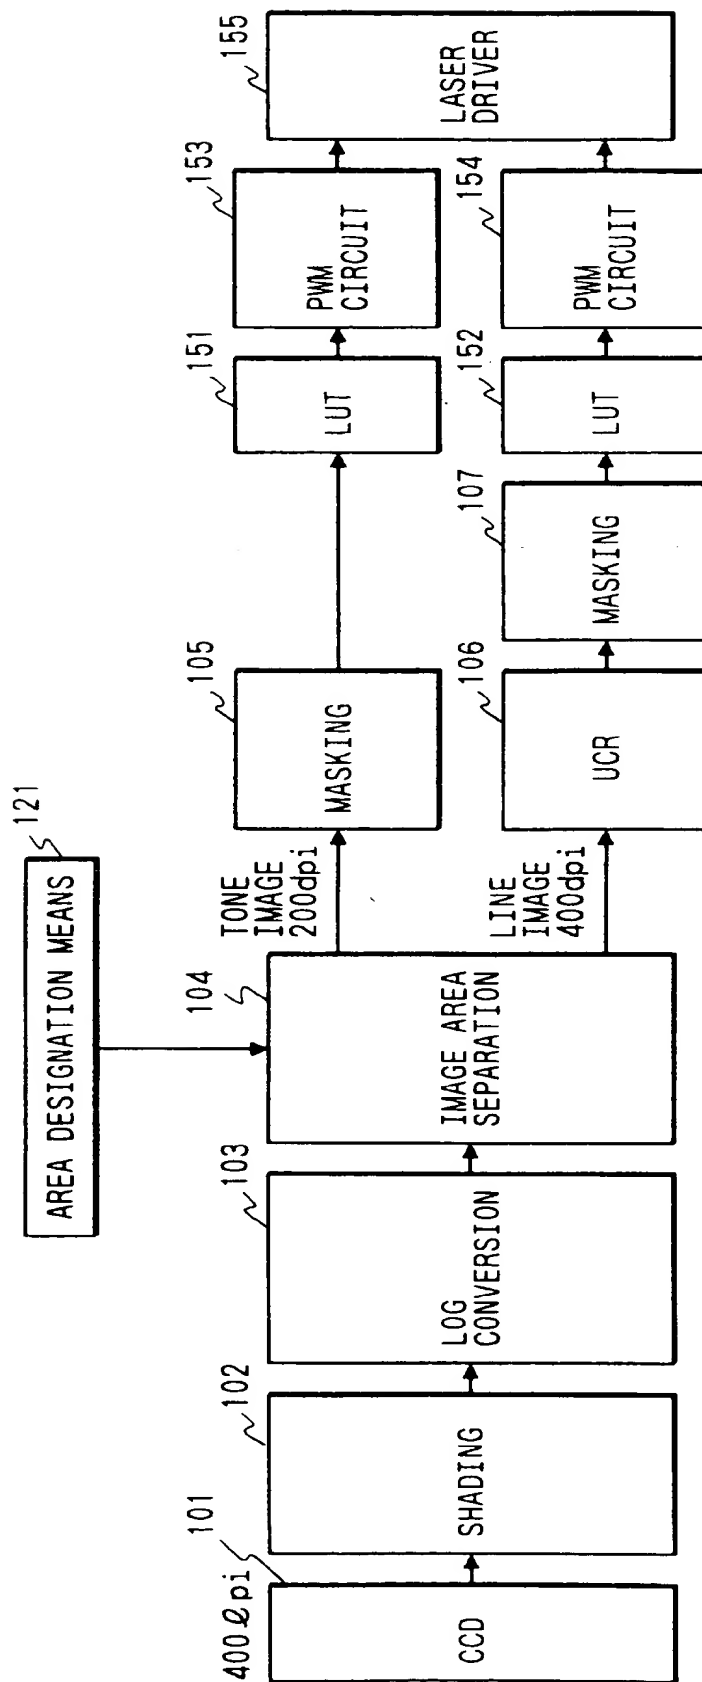 AREA DESIGNATION MEANS
121
400ℓpi
101
CCD
102
SHADING
103
LOG
CONVERSION
104
IMAGE AREA
SEPARATION
TONE
IMAGE
200dpi
105
MASKING
151
LUT
153
PWM
CIRCUIT
LINE
IMAGE
400dpi
106
UCR
107
MASKING
152
LUT
154
PWM
CIRCUIT
155
LASER
DRIVER